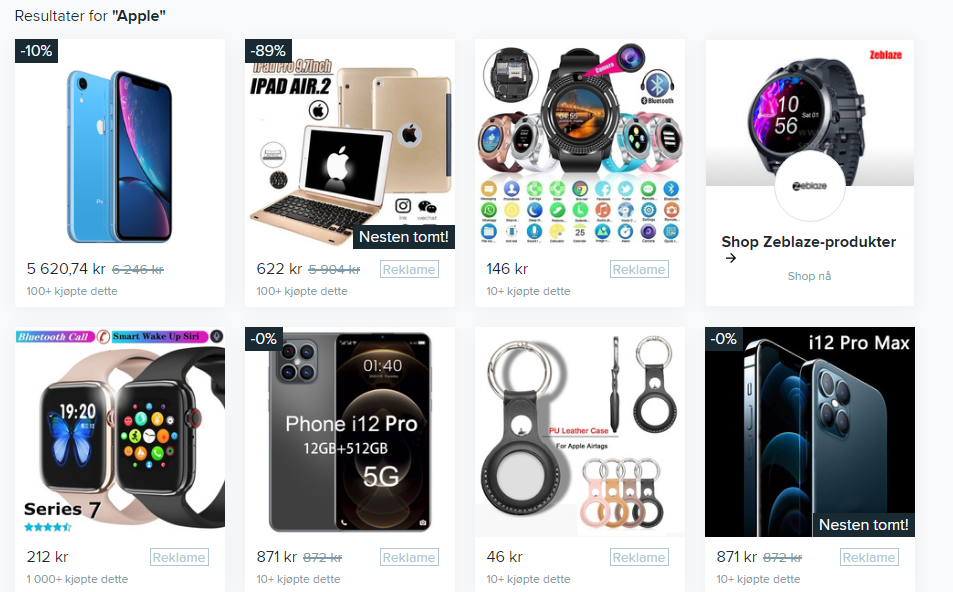 Resultater for "Apple"
-10%
5 620,74 kr 6 246 kr
100+ kjøpte dette
-89%
iPad Pro 9.7inch
IPAD AIR.2
ins
wechat
Nesten tomt!
622 kr 5 904 kr Reklame
100+ kjøpte dette
Camera
Bluetooth
146 kr Reklame
10+ kjøpte dette
Zeblaze
10
56
Sat 01
Zeblaze
Shop Zeblaze-produkter
→
Shop nå
Bluetooth Call
Smart Wake Up Siri
19:20
Series 7
212 kr Reklame
1 000+ kjøpte dette
-0%
01:40
Phone i12 Pro
12GB+512GB
5G
871 kr 872 kr Reklame
10+ kjøpte dette
PU Leather Case
For Apple Airtags
46 kr Reklame
10+ kjøpte dette
-0%
i12 Pro Max
Nesten tomt!
871 kr 872 kr Reklame
10+ kjøpte dette